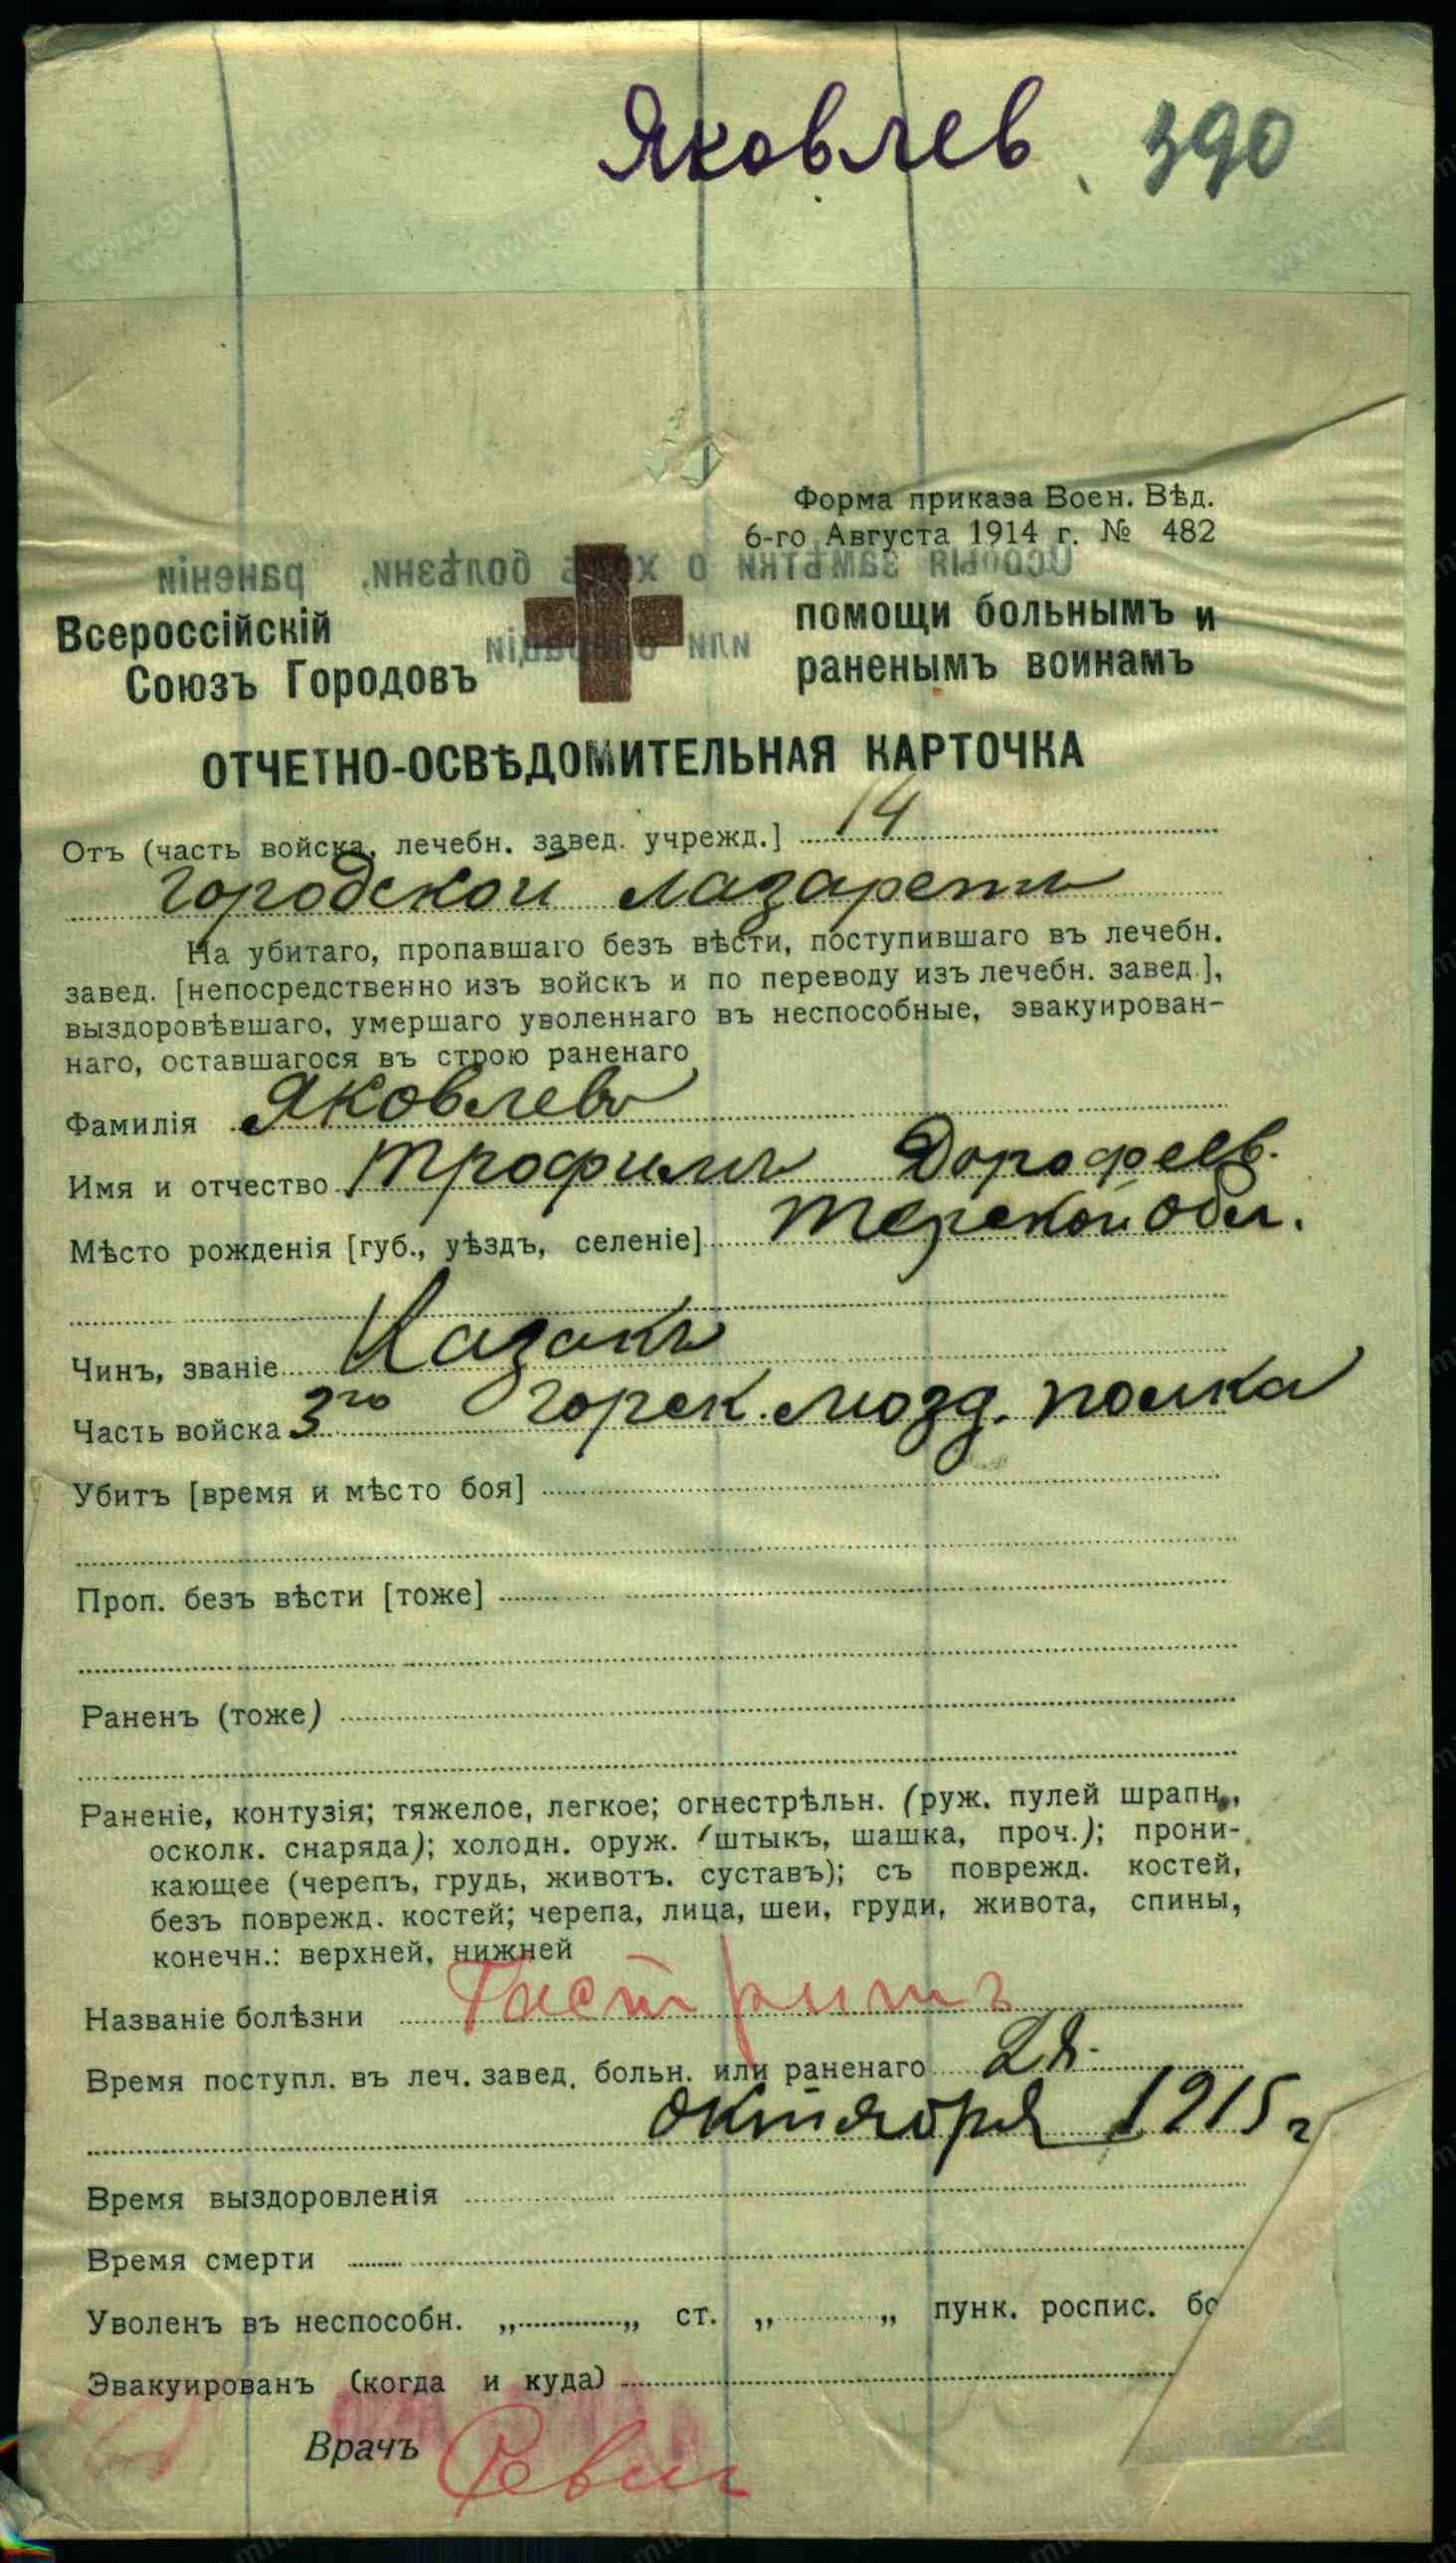 Яковлев 390
Форма приказа Воен. Вѣд.
6-го Августа 1914 г. № 482
Всероссійскій
Союзъ Городовъ
помощи больнымъ и
раненымъ воинамъ
ОТЧЕТНО-ОСВѢДОМИТЕЛЬНАЯ КАРТОЧКА
Отъ (часть войска, лечебн. завед. учрежд.] 14
городской лазаретъ
На убитаго, пропавшаго безъ вѣсти, поступившаго въ лечебн.
завед. [непосредственно изъ войскъ и по переводу изъ лечебн. завед.],
выздоровѣвшаго, умершаго уволеннаго въ неспособные, эвакуирован-
наго, оставшагося въ строю раненаго
Фамилія Яковлевъ
Имя и отчество Трофимъ Дорофеев.
Мѣсто рожденія [губ., уѣздъ, селеніе] Терской обл.
Чинъ, званіе Казакъ
Часть войска 3го Горск. Мозд. полка
Убитъ [время и мѣсто боя]
Проп. безъ вѣсти [тоже]
Раненъ (тоже)
Раненіе, контузія; тяжелое, легкое; огнестрѣльн. (руж. пулей шрапн.,
осколк. снаряда); холодн. оруж. (штыкъ, шашка, проч.); прони-
кающее (черепъ, грудь, животъ. суставъ); съ поврежд. костей,
безъ поврежд. костей; черепа, лица, шеи, груди, живота, спины,
конечн.: верхней, нижней
Названіе болѣзни Гастритъ
Время поступл. въ леч. завед. больн. или раненаго
октября 1915 г
Время выздоровленія
Время смерти
Уволенъ въ неспособн. „ „ ст. „ „ пунк. роспис. бо
Эвакуированъ (когда и куда)
Врачъ